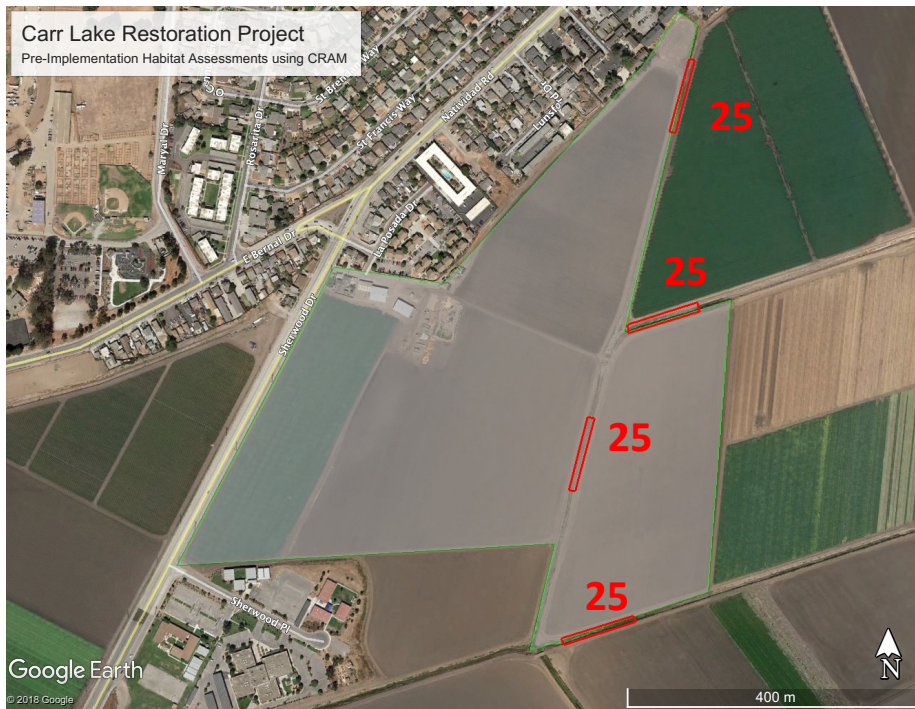 Carr Lake Restoration Project
Pre-Implementation Habitat Assessments using CRAM
St Francis Way
Natividad Rd
Rosarita Dr
Maryal Dr
La Posada Dr
E Bernal Dr
Sherwood Dr
25
25
25
25
Sherwood Pl
Google Earth
© 2018 Google
N
400 m